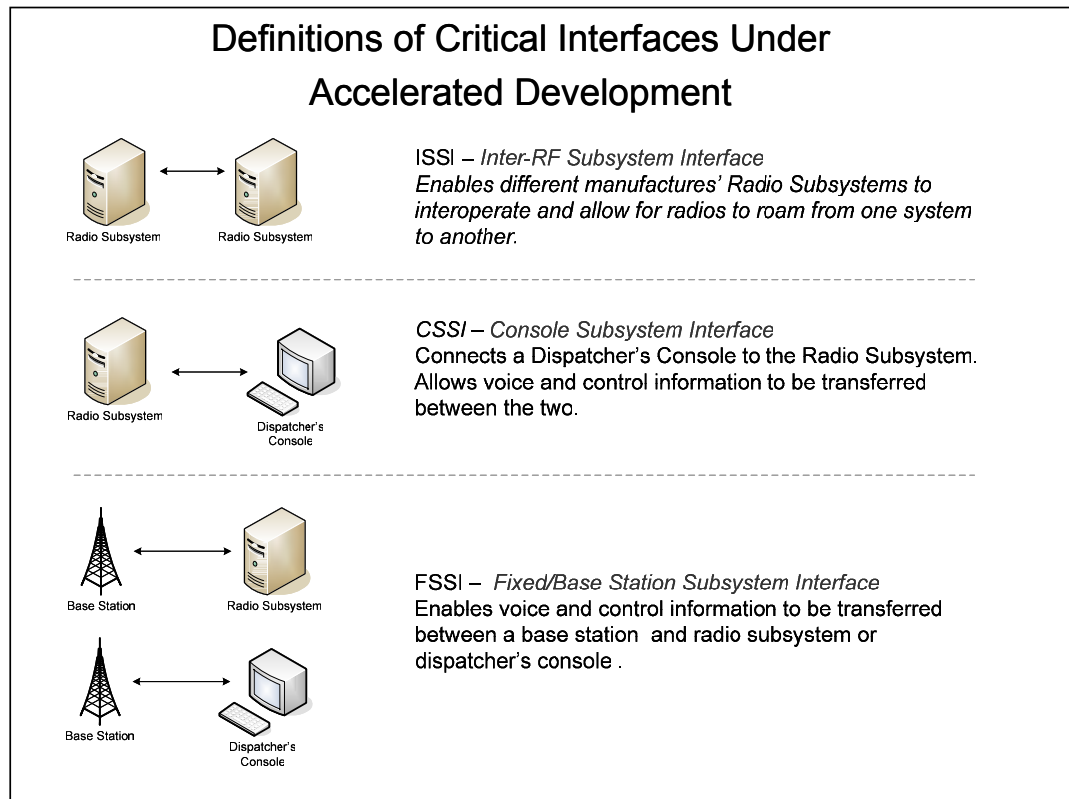 Definitions of Critical Interfaces Under
Accelerated Development
Radio Subsystem
Radio Subsystem
ISSI – Inter-RF Subsystem Interface
Enables different manufactures’ Radio Subsystems to
interoperate and allow for radios to roam from one system
to another.
Radio Subsystem
Dispatcher’s
Console
CSSI – Console Subsystem Interface
Connects a Dispatcher’s Console to the Radio Subsystem.
Allows voice and control information to be transferred
between the two.
Base Station
Radio Subsystem
Base Station
Dispatcher’s
Console
FSSI – Fixed/Base Station Subsystem Interface
Enables voice and control information to be transferred
between a base station and radio subsystem or
dispatcher’s console .